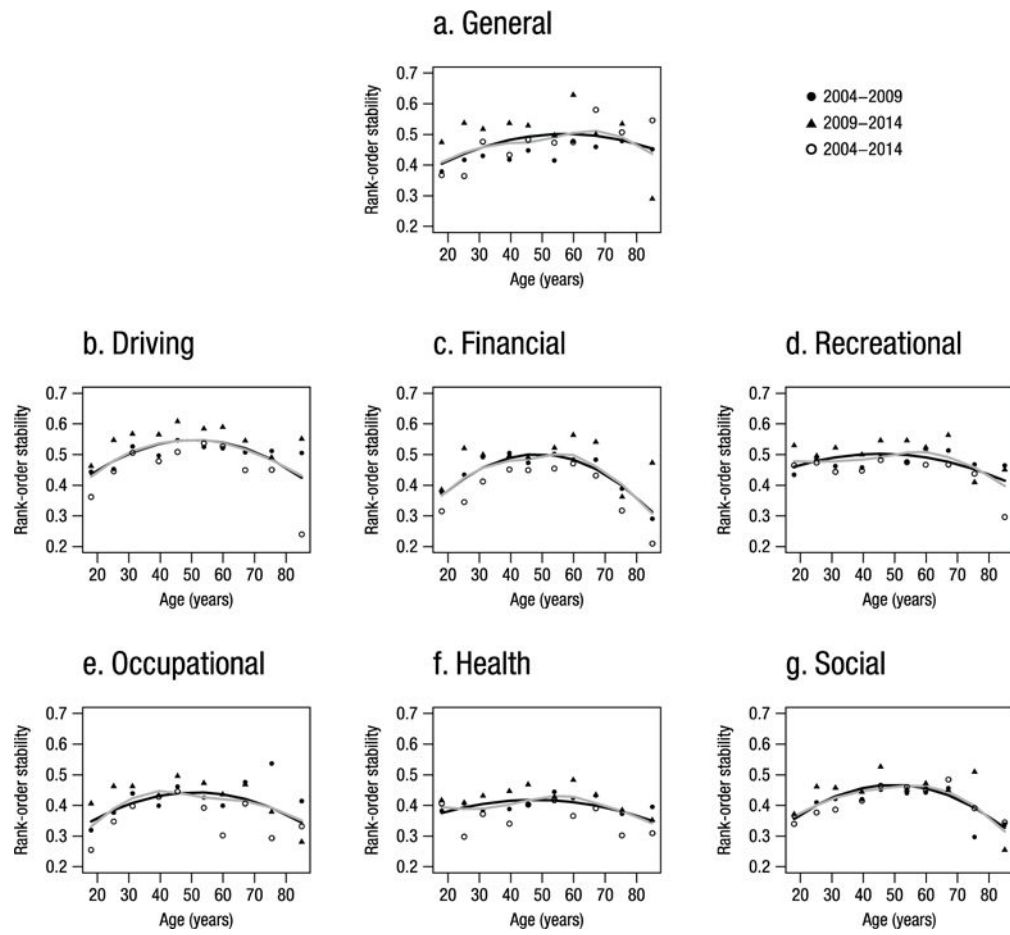 a. General
Rank-order stability
0.7
0.6
0.5
0.4
0.3
0.2
20 30 40 50 60 70 80
Age (years)
2004–2009
2009–2014
2004–2014
b. Driving
Rank-order stability
0.7
0.6
0.5
0.4
0.3
0.2
20 30 40 50 60 70 80
Age (years)
c. Financial
Rank-order stability
0.7
0.6
0.5
0.4
0.3
0.2
20 30 40 50 60 70 80
Age (years)
d. Recreational
Rank-order stability
0.7
0.6
0.5
0.4
0.3
0.2
20 30 40 50 60 70 80
Age (years)
e. Occupational
Rank-order stability
0.7
0.6
0.5
0.4
0.3
0.2
20 30 40 50 60 70 80
Age (years)
f. Health
Rank-order stability
0.7
0.6
0.5
0.4
0.3
0.2
20 30 40 50 60 70 80
Age (years)
g. Social
Rank-order stability
0.7
0.6
0.5
0.4
0.3
0.2
20 30 40 50 60 70 80
Age (years)